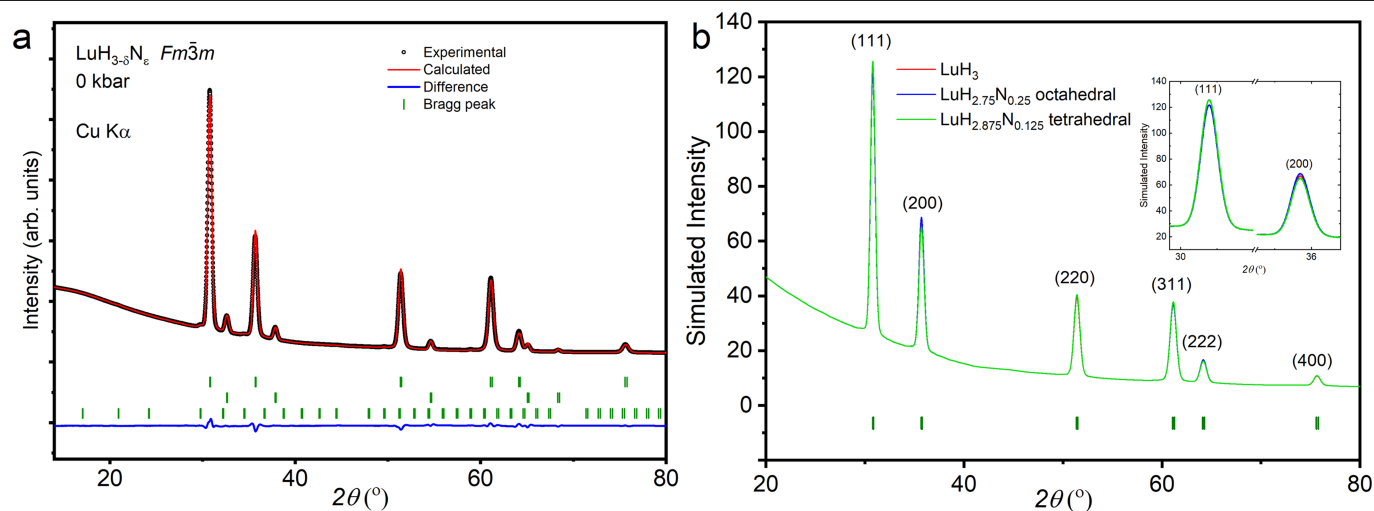 a
LuH₃₋δNε Fm3̄m
0 kbar
Cu Kα
Experimental
Calculated
Difference
Bragg peak
Intensity (arb. units)
20 40 60 80
2θ (°)
b
140
120
100
80
60
40
20
0
Simulated Intensity
(111)
(200)
(220)
(311)
(222)
(400)
LuH₃
LuH₂.₇₅N₀.₂₅ octahedral
LuH₂.₈₇₅N₀.₁₂₅ tetrahedral
140
120
100
80
60
40
20
Simulated Intensity
(111)
(200)
30 36
2θ (°)
20 40 60 80
2θ (°)